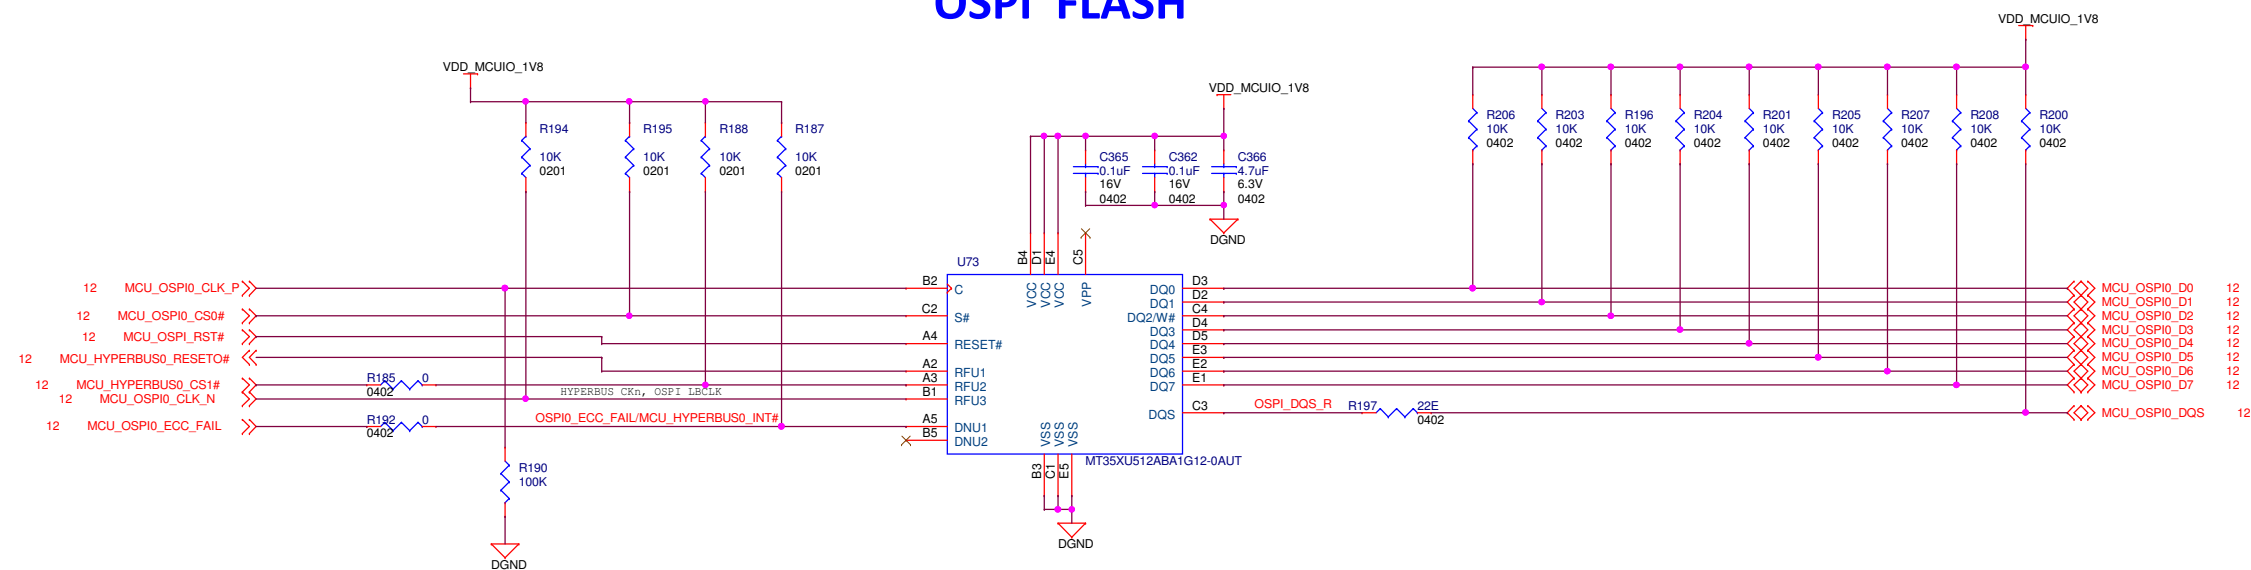 OSPI FLASH
VDD_MCUIO_1V8
VDD_MCUIO_1V8
VDD_MCUIO_1V8
R194
10K
0201
R195
10K
0201
R188
10K
0201
R187
10K
0201
C365
0.1uF
16V
0402
C362
0.1uF
16V
0402
C366
4.7uF
6.3V
0402
DGND
R206
10K
0402
R203
10K
0402
R196
10K
0402
R204
10K
0402
R201
10K
0402
R205
10K
0402
R207
10K
0402
R208
10K
0402
R200
10K
0402
12 MCU_OSPI0_CLK_P
12 MCU_OSPI0_CS0#
12 MCU_OSPI_RST#
12 MCU_HYPERBUS0_RESETO#
12 MCU_HYPERBUS0_CS1#
12 MCU_OSPI0_CLK_N
12 MCU_OSPI0_ECC_FAIL
R185 0
0402
R192 0
0402
HYPERBUS CKn, OSPI LBCLK
OSPI0_ECC_FAIL/MCU_HYPERBUS0_INT#
R190
100K
DGND
U73
B4 D1 E4 C5
VCC VCC VCC VPP
B2 C
C2 S#
A4 RESET#
A2 RFU1
A3 RFU2
B1 RFU3
A5 DNU1
B5 DNU2
DQ0 D3
DQ1 D2
DQ2/W# C4
DQ3 D4
DQ4 D5
DQ5 E3
DQ6 E2
DQ7 E1
DQS C3
VSS VSS VSS
B3 C1 E5
MT35XU512ABA1G12-0AUT
DGND
OSPI_DQS_R
R197 22E
0402
MCU_OSPI0_D0 12
MCU_OSPI0_D1 12
MCU_OSPI0_D2 12
MCU_OSPI0_D3 12
MCU_OSPI0_D4 12
MCU_OSPI0_D5 12
MCU_OSPI0_D6 12
MCU_OSPI0_D7 12
MCU_OSPI0_DQS 12